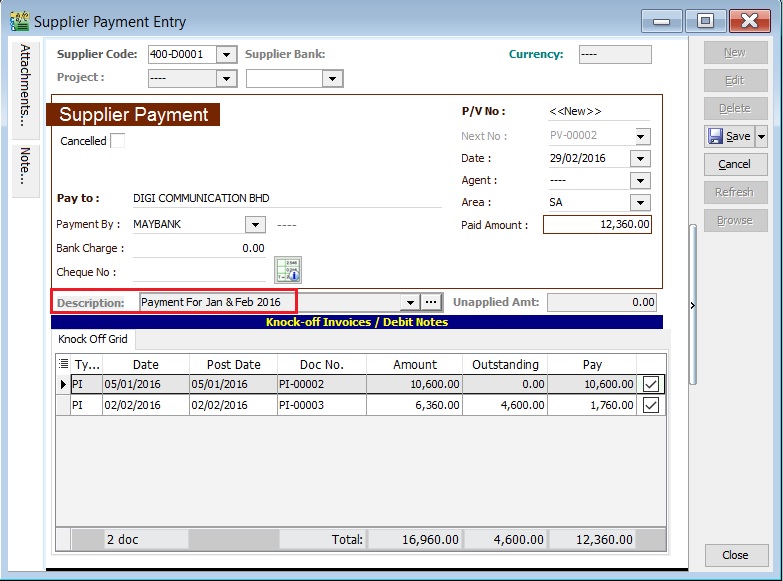 Supplier Payment Entry
Attachments...
Note...
Supplier Code: 400-D0001 Supplier Bank: Currency: ----
Project : ----
Supplier Payment
Cancelled
P/V No : <<New>>
Next No : PV-00002
Date : 29/02/2016
Agent : ----
Area : SA
Paid Amount : 12,360.00
Pay to : DIGI COMMUNICATION BHD
Payment By : MAYBANK ----
Bank Charge : 0.00
Cheque No :
Description: Payment For Jan & Feb 2016 ... Unapplied Amt: 0.00
Knock-off Invoices / Debit Notes
Knock Off Grid
Ty... Date Post Date Doc No. Amount Outstanding Pay
PI 05/01/2016 05/01/2016 PI-00002 10,600.00 0.00 10,600.00
PI 02/02/2016 02/02/2016 PI-00003 6,360.00 4,600.00 1,760.00
2 doc Total: 16,960.00 4,600.00 12,360.00
New
Edit
Delete
Save
Cancel
Refresh
Browse
Close